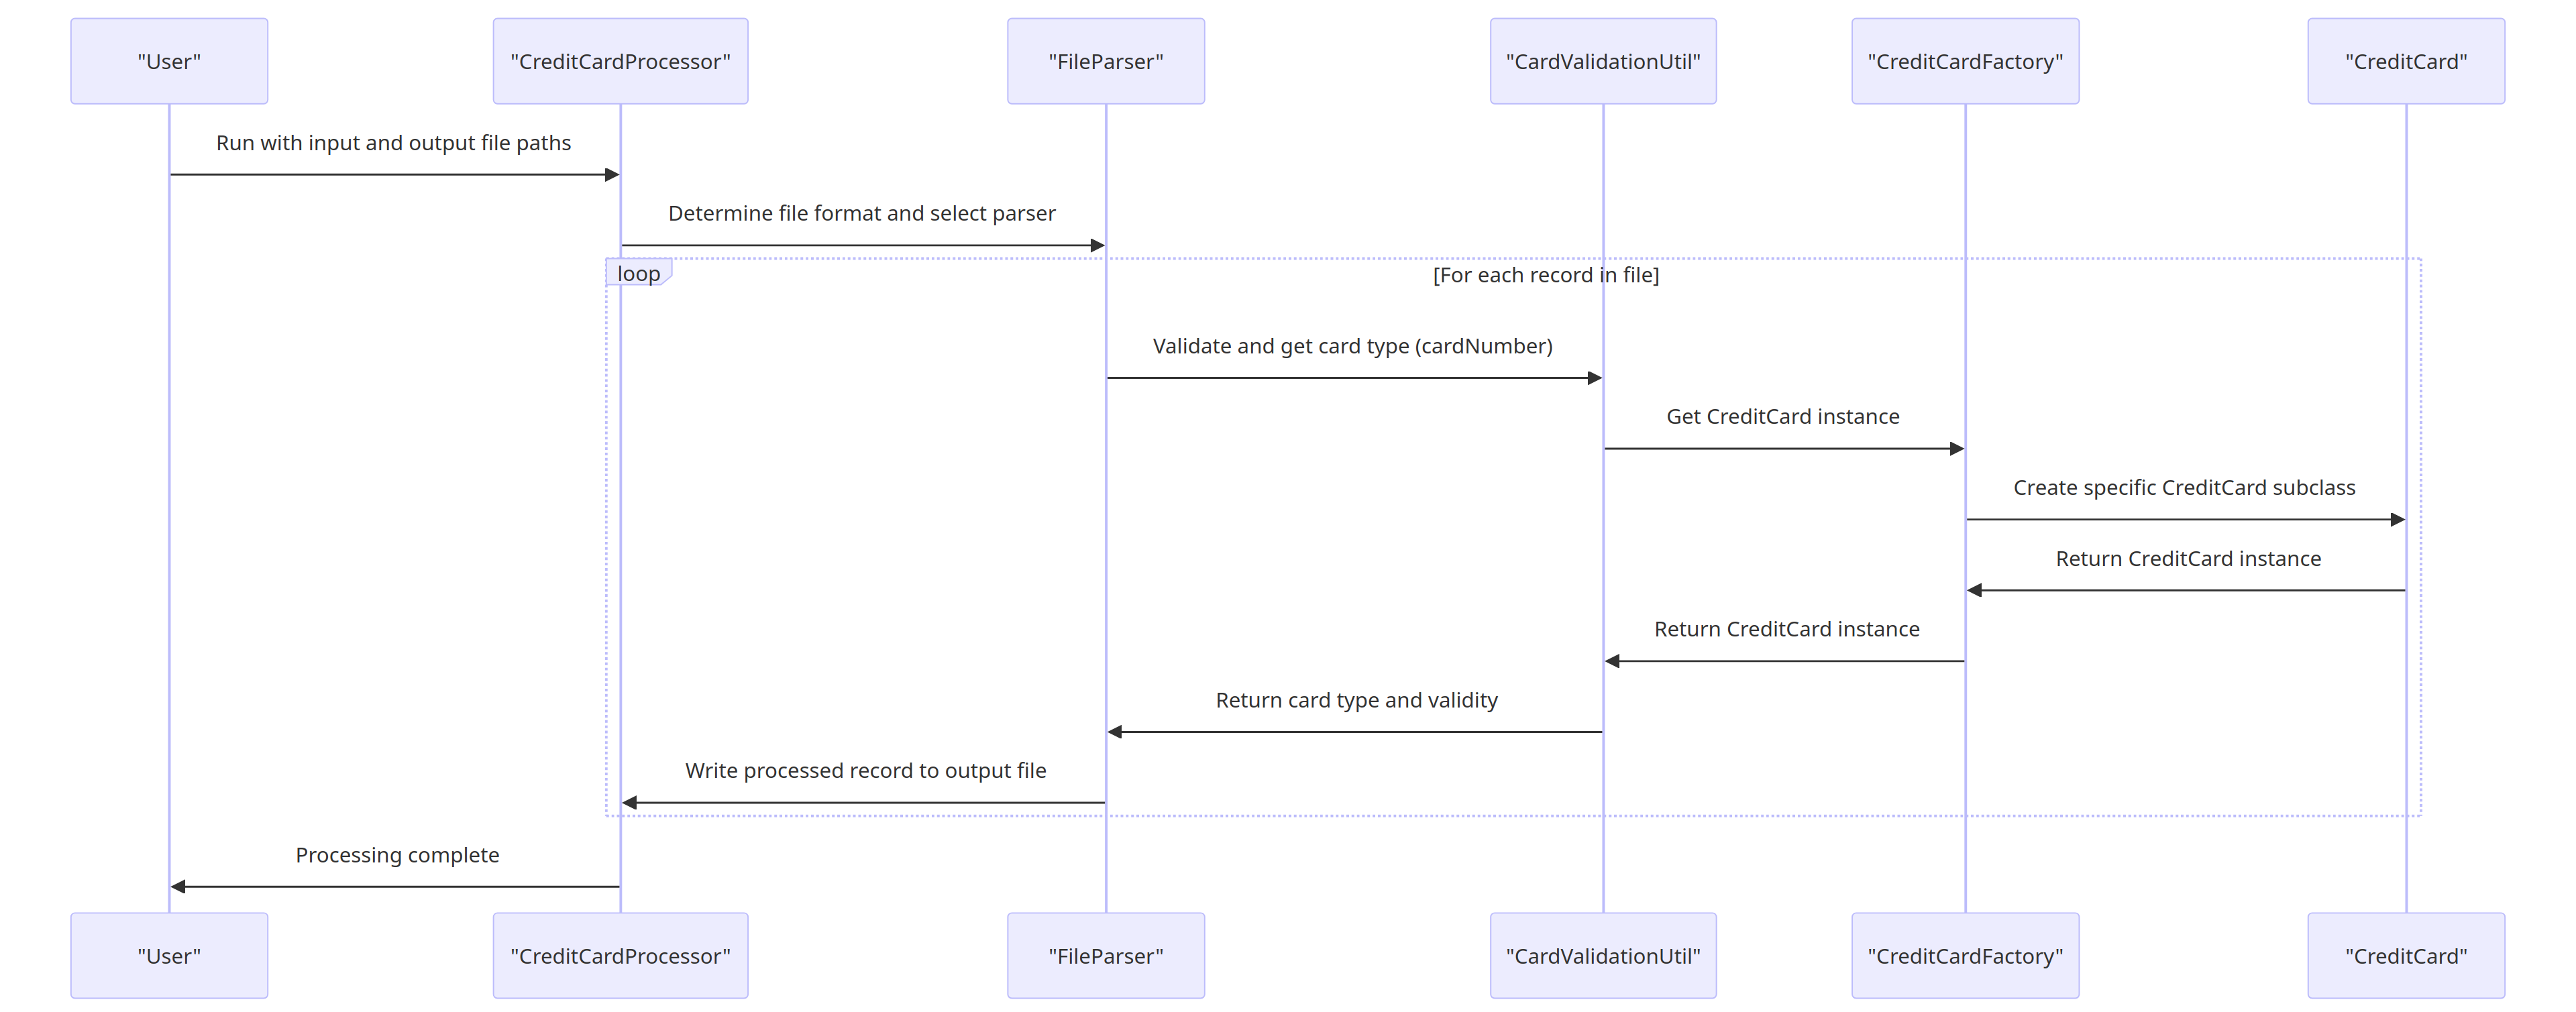 "User"
"CreditCardProcessor"
"FileParser"
"CardValidationUtil"
"CreditCardFactory"
"CreditCard"
Run with input and output file paths
Determine file format and select parser
loop
[For each record in file]
Validate and get card type (cardNumber)
Get CreditCard instance
Create specific CreditCard subclass
Return CreditCard instance
Return CreditCard instance
Return card type and validity
Write processed record to output file
Processing complete
"User"
"CreditCardProcessor"
"FileParser"
"CardValidationUtil"
"CreditCardFactory"
"CreditCard"